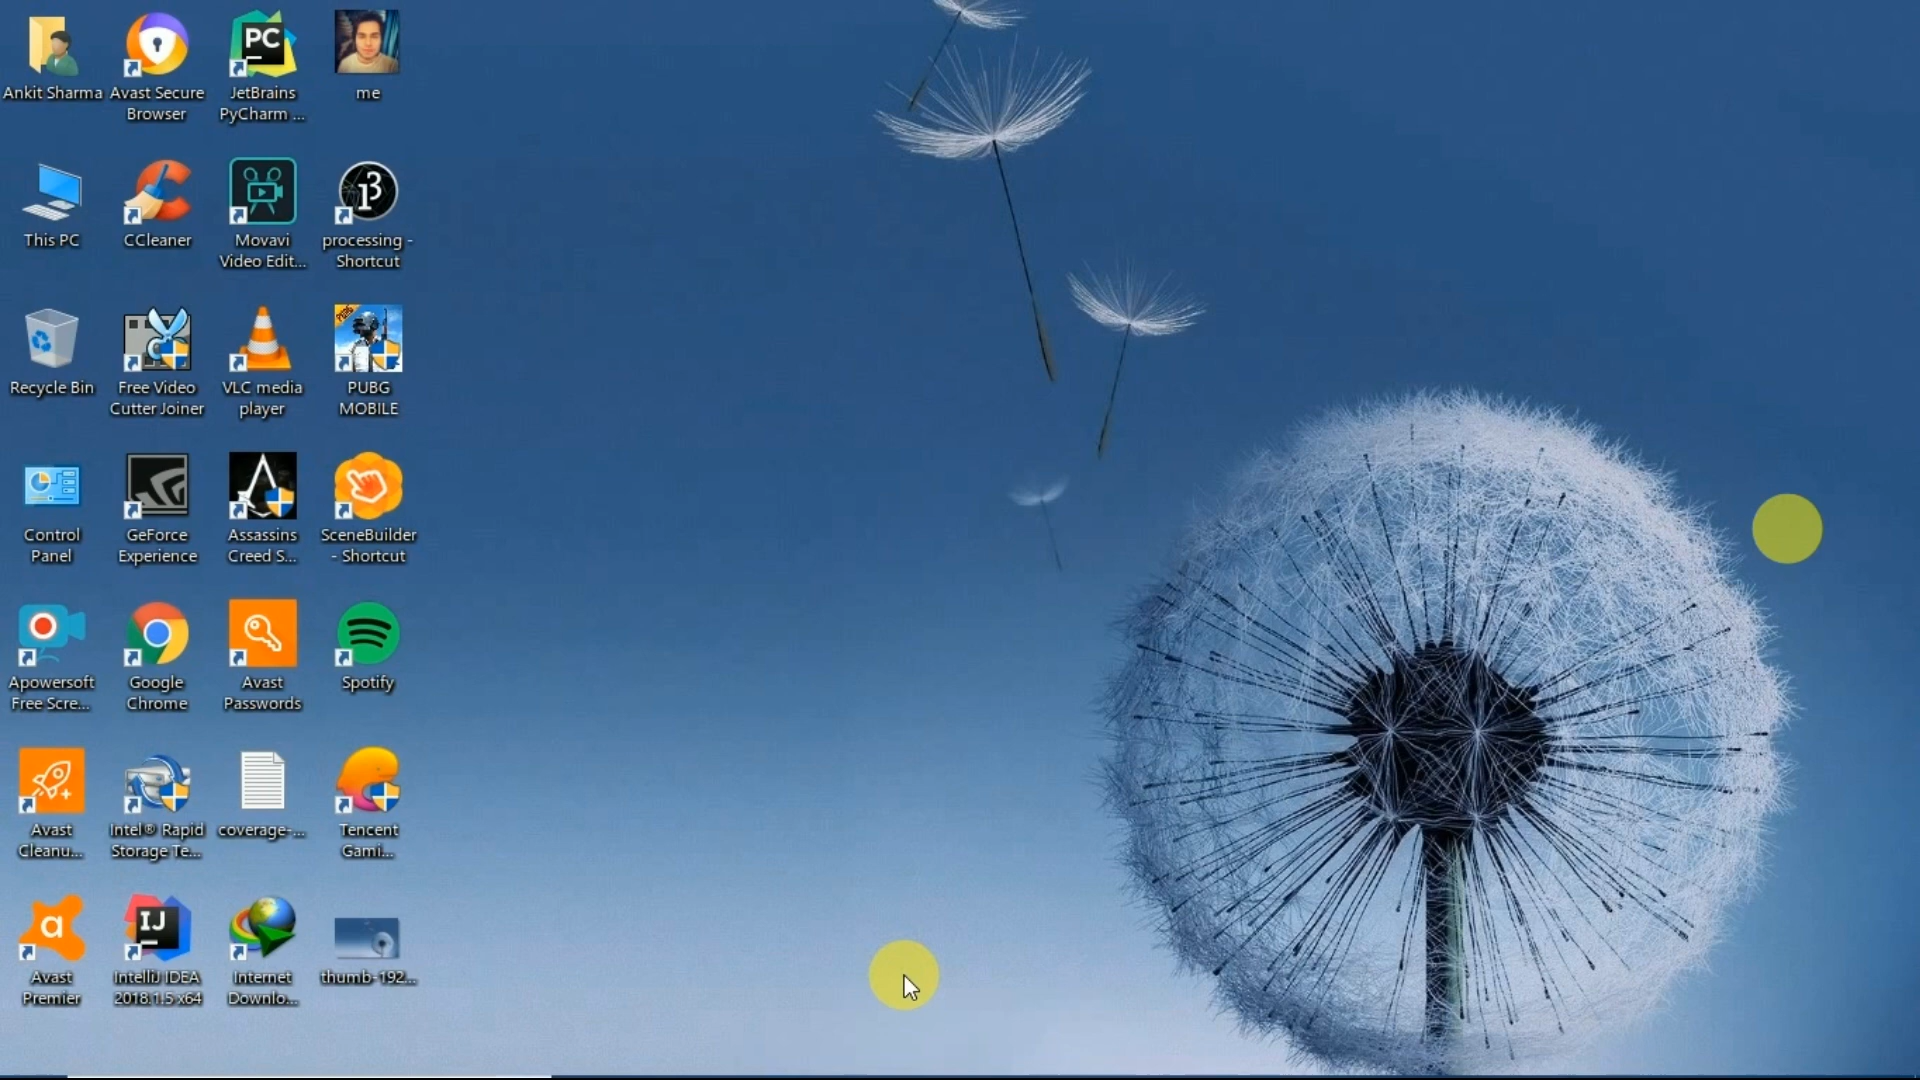 Ankit Sharma
Avast Secure
Browser
PC
JetBrains
PyCharm ...
me
This PC
CCleaner
Movavi
Video Edit...
processing -
Shortcut
Recycle Bin
Free Video
Cutter Joiner
VLC media
player
PUBG
PUBG
MOBILE
Control
Panel
GeForce
Experience
Assassins
Creed S...
SceneBuilder
- Shortcut
Apowersoft
Free Scre...
Google
Chrome
Avast
Passwords
Spotify
Avast
Cleanu...
Intel® Rapid
Storage Te...
coverage-...
Tencent
Gami...
a
Avast
Premier
IJ
IntelliJ IDEA
2018.1.5 x64
Internet
Downlo...
thumb-192...